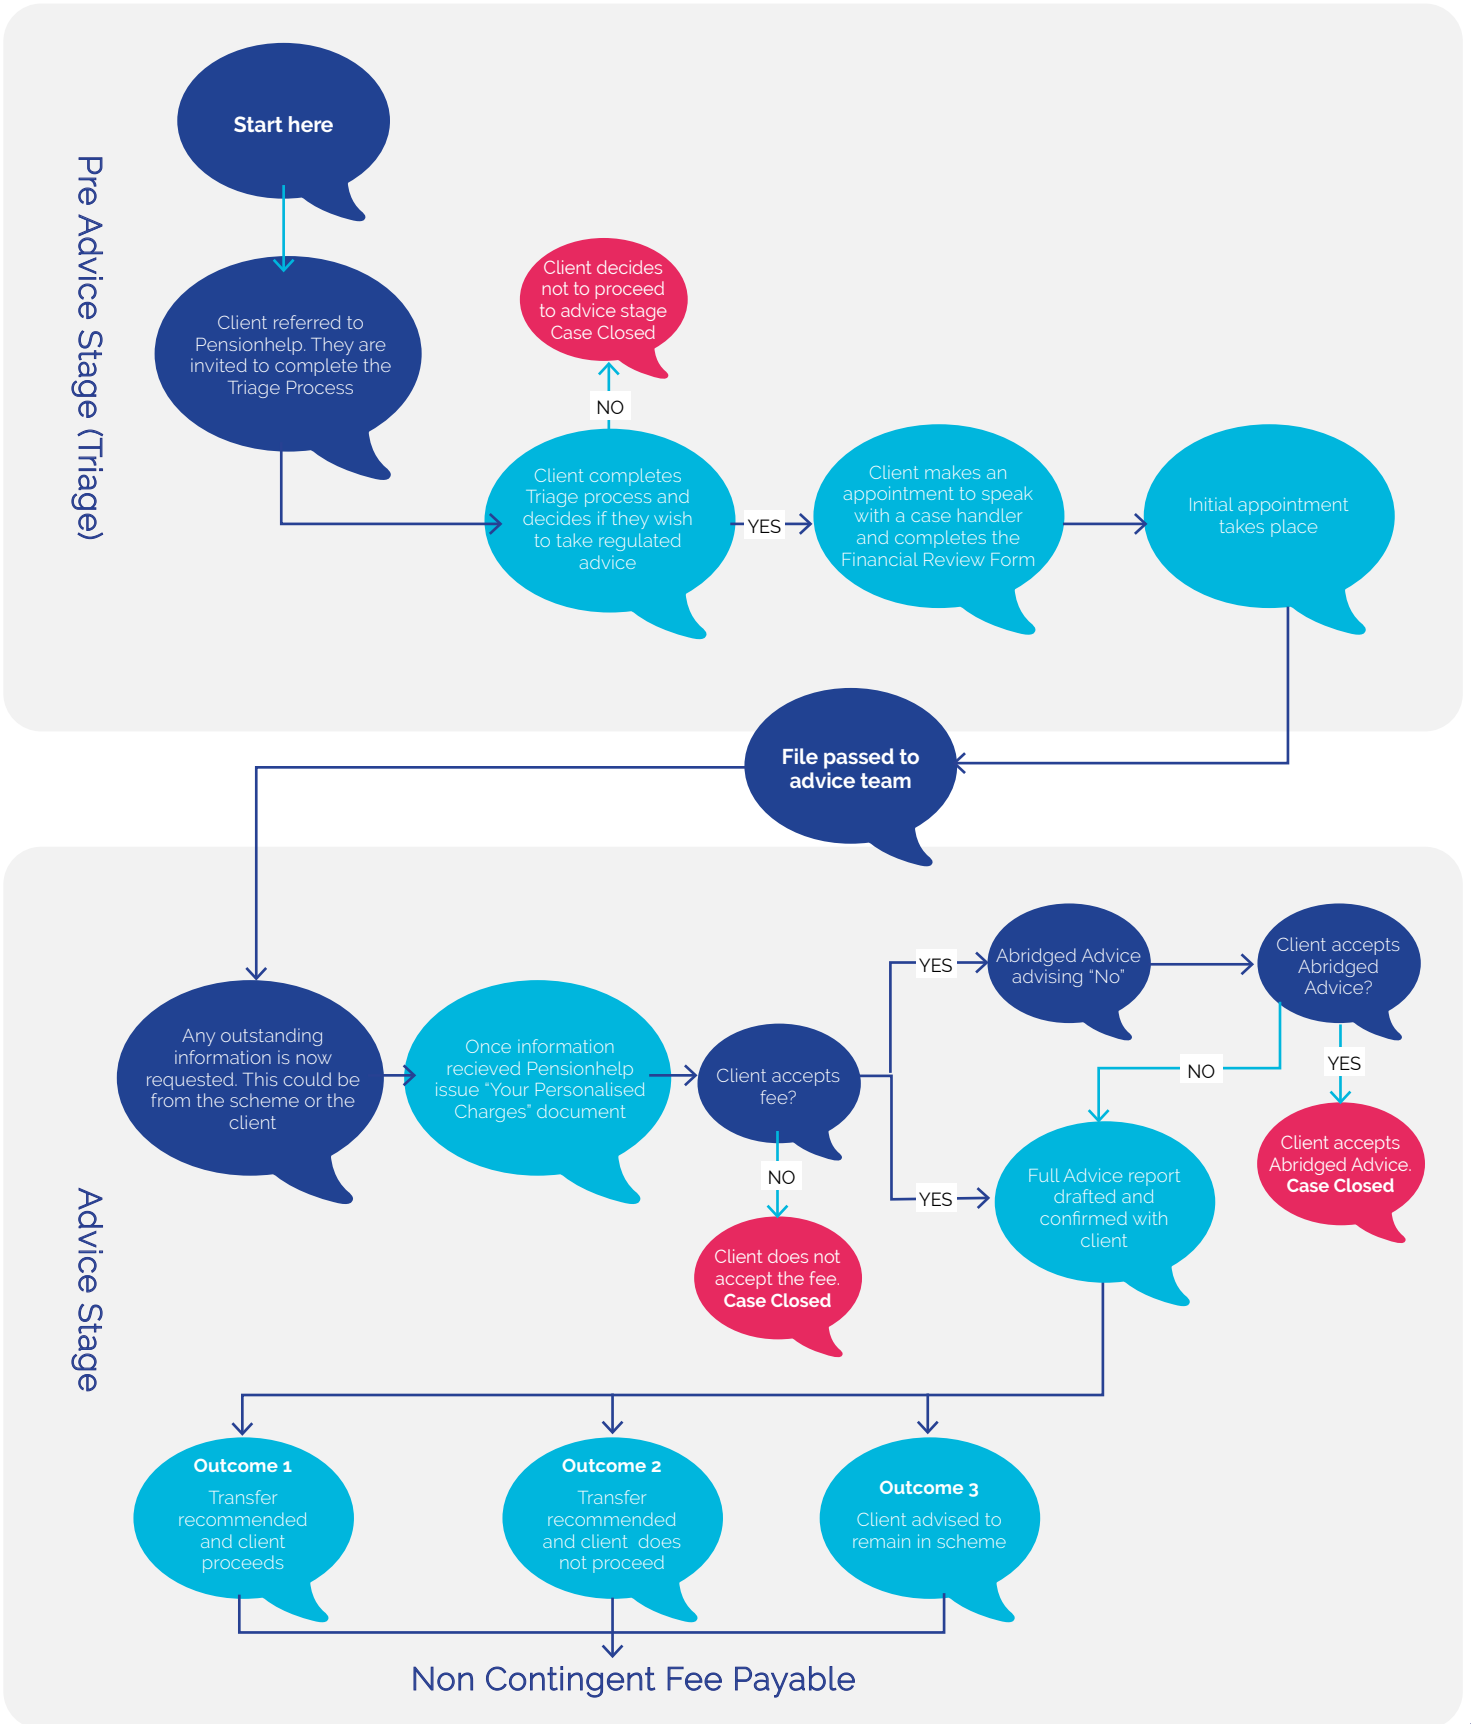 Pre Advice Stage (Triage)
Start here
Client referred to
Pensionhelp. They are
invited to complete the
Triage Process
Client decides
not to proceed
to advice stage
Case Closed
NO
Client completes
Triage process and
decides if they wish
to take regulated
advice
YES
Client makes an
appointment to speak
with a case handler
and completes the
Financial Review Form
Initial appointment
takes place
File passed to
advice team
Advice Stage
Any outstanding
information is now
requested. This could be
from the scheme or the
client
Once information
recieved Pensionhelp
issue “Your Personalised
Charges” document
Client accepts
fee?
NO
Client does not
accept the fee.
Case Closed
YES
Abridged Advice
advising “No”
Client accepts
Abridged
Advice?
YES
Client accepts
Abridged Advice.
Case Closed
NO
YES
Full Advice report
drafted and
confirmed with
client
Outcome 1
Transfer
recommended
and client
proceeds
Outcome 2
Transfer
recommended
and client does
not proceed
Outcome 3
Client advised to
remain in scheme
Non Contingent Fee Payable